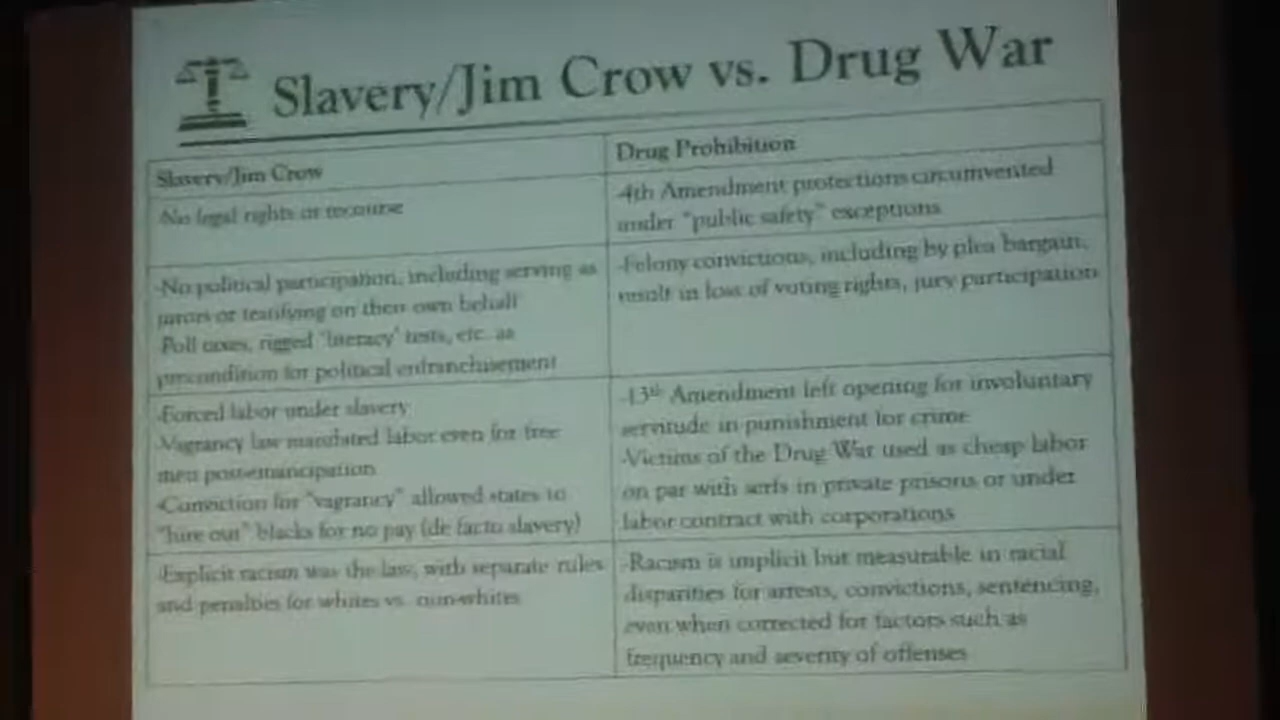 Slavery/Jim Crow vs. Drug War
Slavery/Jim Crow
Drug Prohibition
-No legal rights or recourse
-4th Amendment protections circumvented
under "public safety" exceptions
-No political participation, including serving as
jurors or testifying on their own behalf
-Poll taxes, rigged "literacy" tests, etc. as
precondition for political enfranchisement
-Felony convictions, including by plea bargain,
result in loss of voting rights, jury participation
-Forced labor under slavery
-Vagrancy law mandated labor even for free
men post-emancipation
-Conviction for "vagrancy" allowed states to
"hire out" blacks for no pay (de facto slavery)
-13th Amendment left opening for involuntary
servitude in punishment for crime
-Victims of the Drug War used as cheap labor
on par with serfs in private prisons or under
labor contract with corporations
-Explicit racism was the law, with separate rules
and penalties for whites vs. non-whites
-Racism is implicit but measurable in racial
disparities for arrests, convictions, sentencing,
even when corrected for factors such as
frequency and severity of offenses